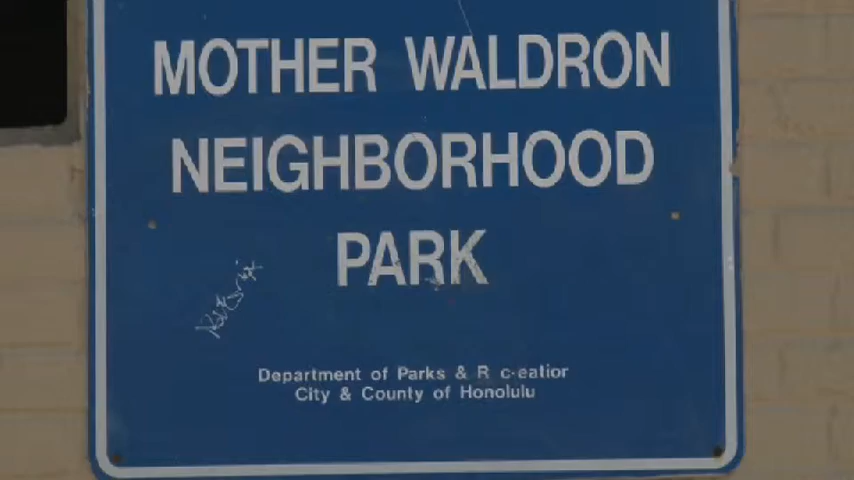 MOTHER WALDRON
NEIGHBORHOOD
PARK
Department of Parks & R c·eatior
City & County of Honolulu